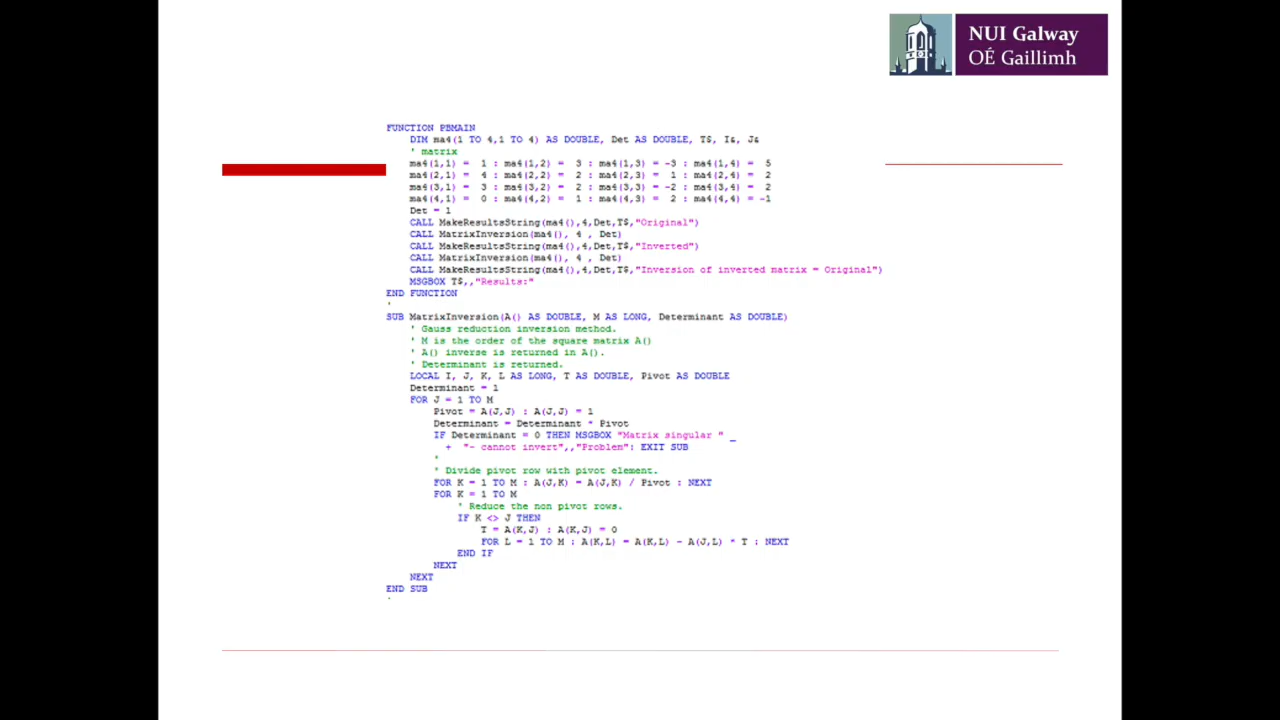 NUI Galway
OÉ Gaillimh
FUNCTION PBMAIN
DIM ma4(1 TO 4,1 TO 4) AS DOUBLE, Det AS DOUBLE, T$, I&, J&
' matrix
ma4(1,1) = 1 : ma4(1,2) = 3 : ma4(1,3) = -3 : ma4(1,4) = 5
ma4(2,1) = 4 : ma4(2,2) = 2 : ma4(2,3) = 1 : ma4(2,4) = 2
ma4(3,1) = 3 : ma4(3,2) = 2 : ma4(3,3) = -2 : ma4(3,4) = 2
ma4(4,1) = 0 : ma4(4,2) = 1 : ma4(4,3) = 2 : ma4(4,4) = -1
Det = 1
CALL MakeResultsString(ma4(),4,Det,T$,"Original")
CALL MatrixInversion(ma4(), 4 , Det)
CALL MakeResultsString(ma4(),4,Det,T$,"Inverted")
CALL MatrixInversion(ma4(), 4 , Det)
CALL MakeResultsString(ma4(),4,Det,T$,"Inversion of inverted matrix = Original")
MSGBOX T$,,"Results:"
END FUNCTION
'
SUB MatrixInversion(A() AS DOUBLE, M AS LONG, Determinant AS DOUBLE)
' Gauss reduction inversion method.
' M is the order of the square matrix A()
' A() inverse is returned in A().
' Determinant is returned.
LOCAL I, J, K, L AS LONG, T AS DOUBLE, Pivot AS DOUBLE
Determinant = 1
FOR J = 1 TO M
Pivot = A(J,J) : A(J,J) = 1
Determinant = Determinant * Pivot
IF Determinant = 0 THEN MSGBOX "Matrix singular " _
+ "- cannot invert",,"Problem": EXIT SUB
'
' Divide pivot row with pivot element.
FOR K = 1 TO M : A(J,K) = A(J,K) / Pivot : NEXT
FOR K = 1 TO M
' Reduce the non pivot rows.
IF K <> J THEN
T = A(K,J) : A(K,J) = 0
FOR L = 1 TO M : A(K,L) = A(K,L) - A(J,L) * T : NEXT
END IF
NEXT
NEXT
END SUB
'